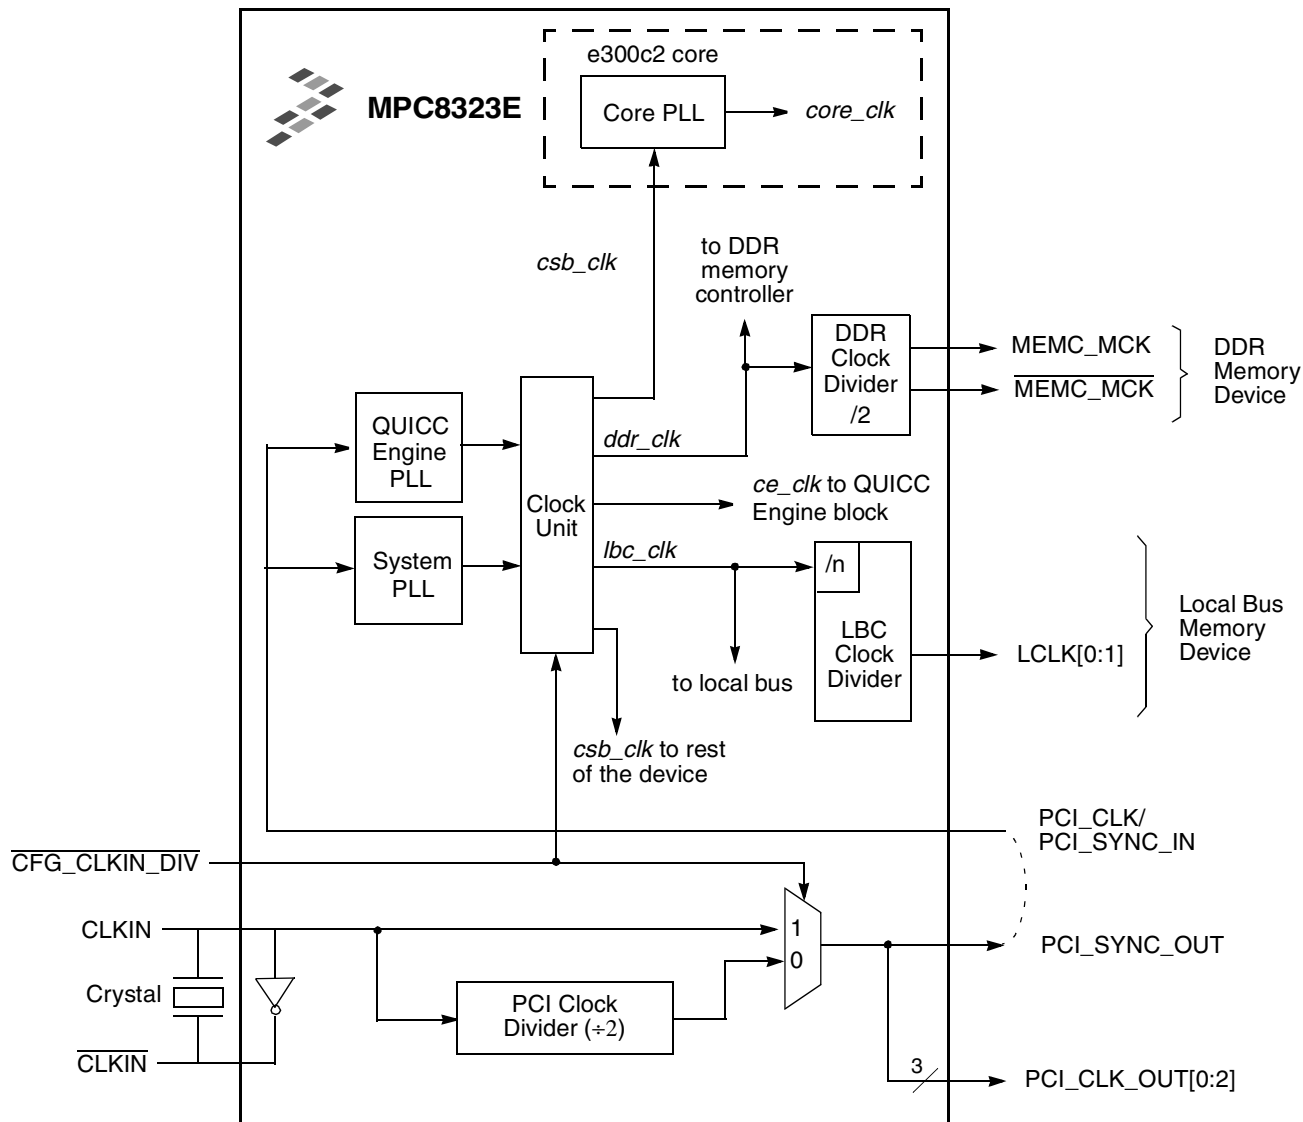 e300c2 core
MPC8323E
Core PLL
core_clk
csb_clk
to DDR
memory
controller
DDR
Clock
Divider
/2
MEMC_MCK
MEMC_MCK
DDR
Memory
Device
QUICC
Engine
PLL
ddr_clk
Clock
Unit
ce_clk to QUICC
Engine block
System
PLL
lbc_clk
/n
LBC
Clock
Divider
to local bus
LCLK[0:1]
Local Bus
Memory
Device
csb_clk to rest
of the device
PCI_CLK/
PCI_SYNC_IN
CFG_CLKIN_DIV
CLKIN
1
0
PCI_SYNC_OUT
Crystal
PCI Clock
Divider (÷2)
CLKIN
3
PCI_CLK_OUT[0:2]